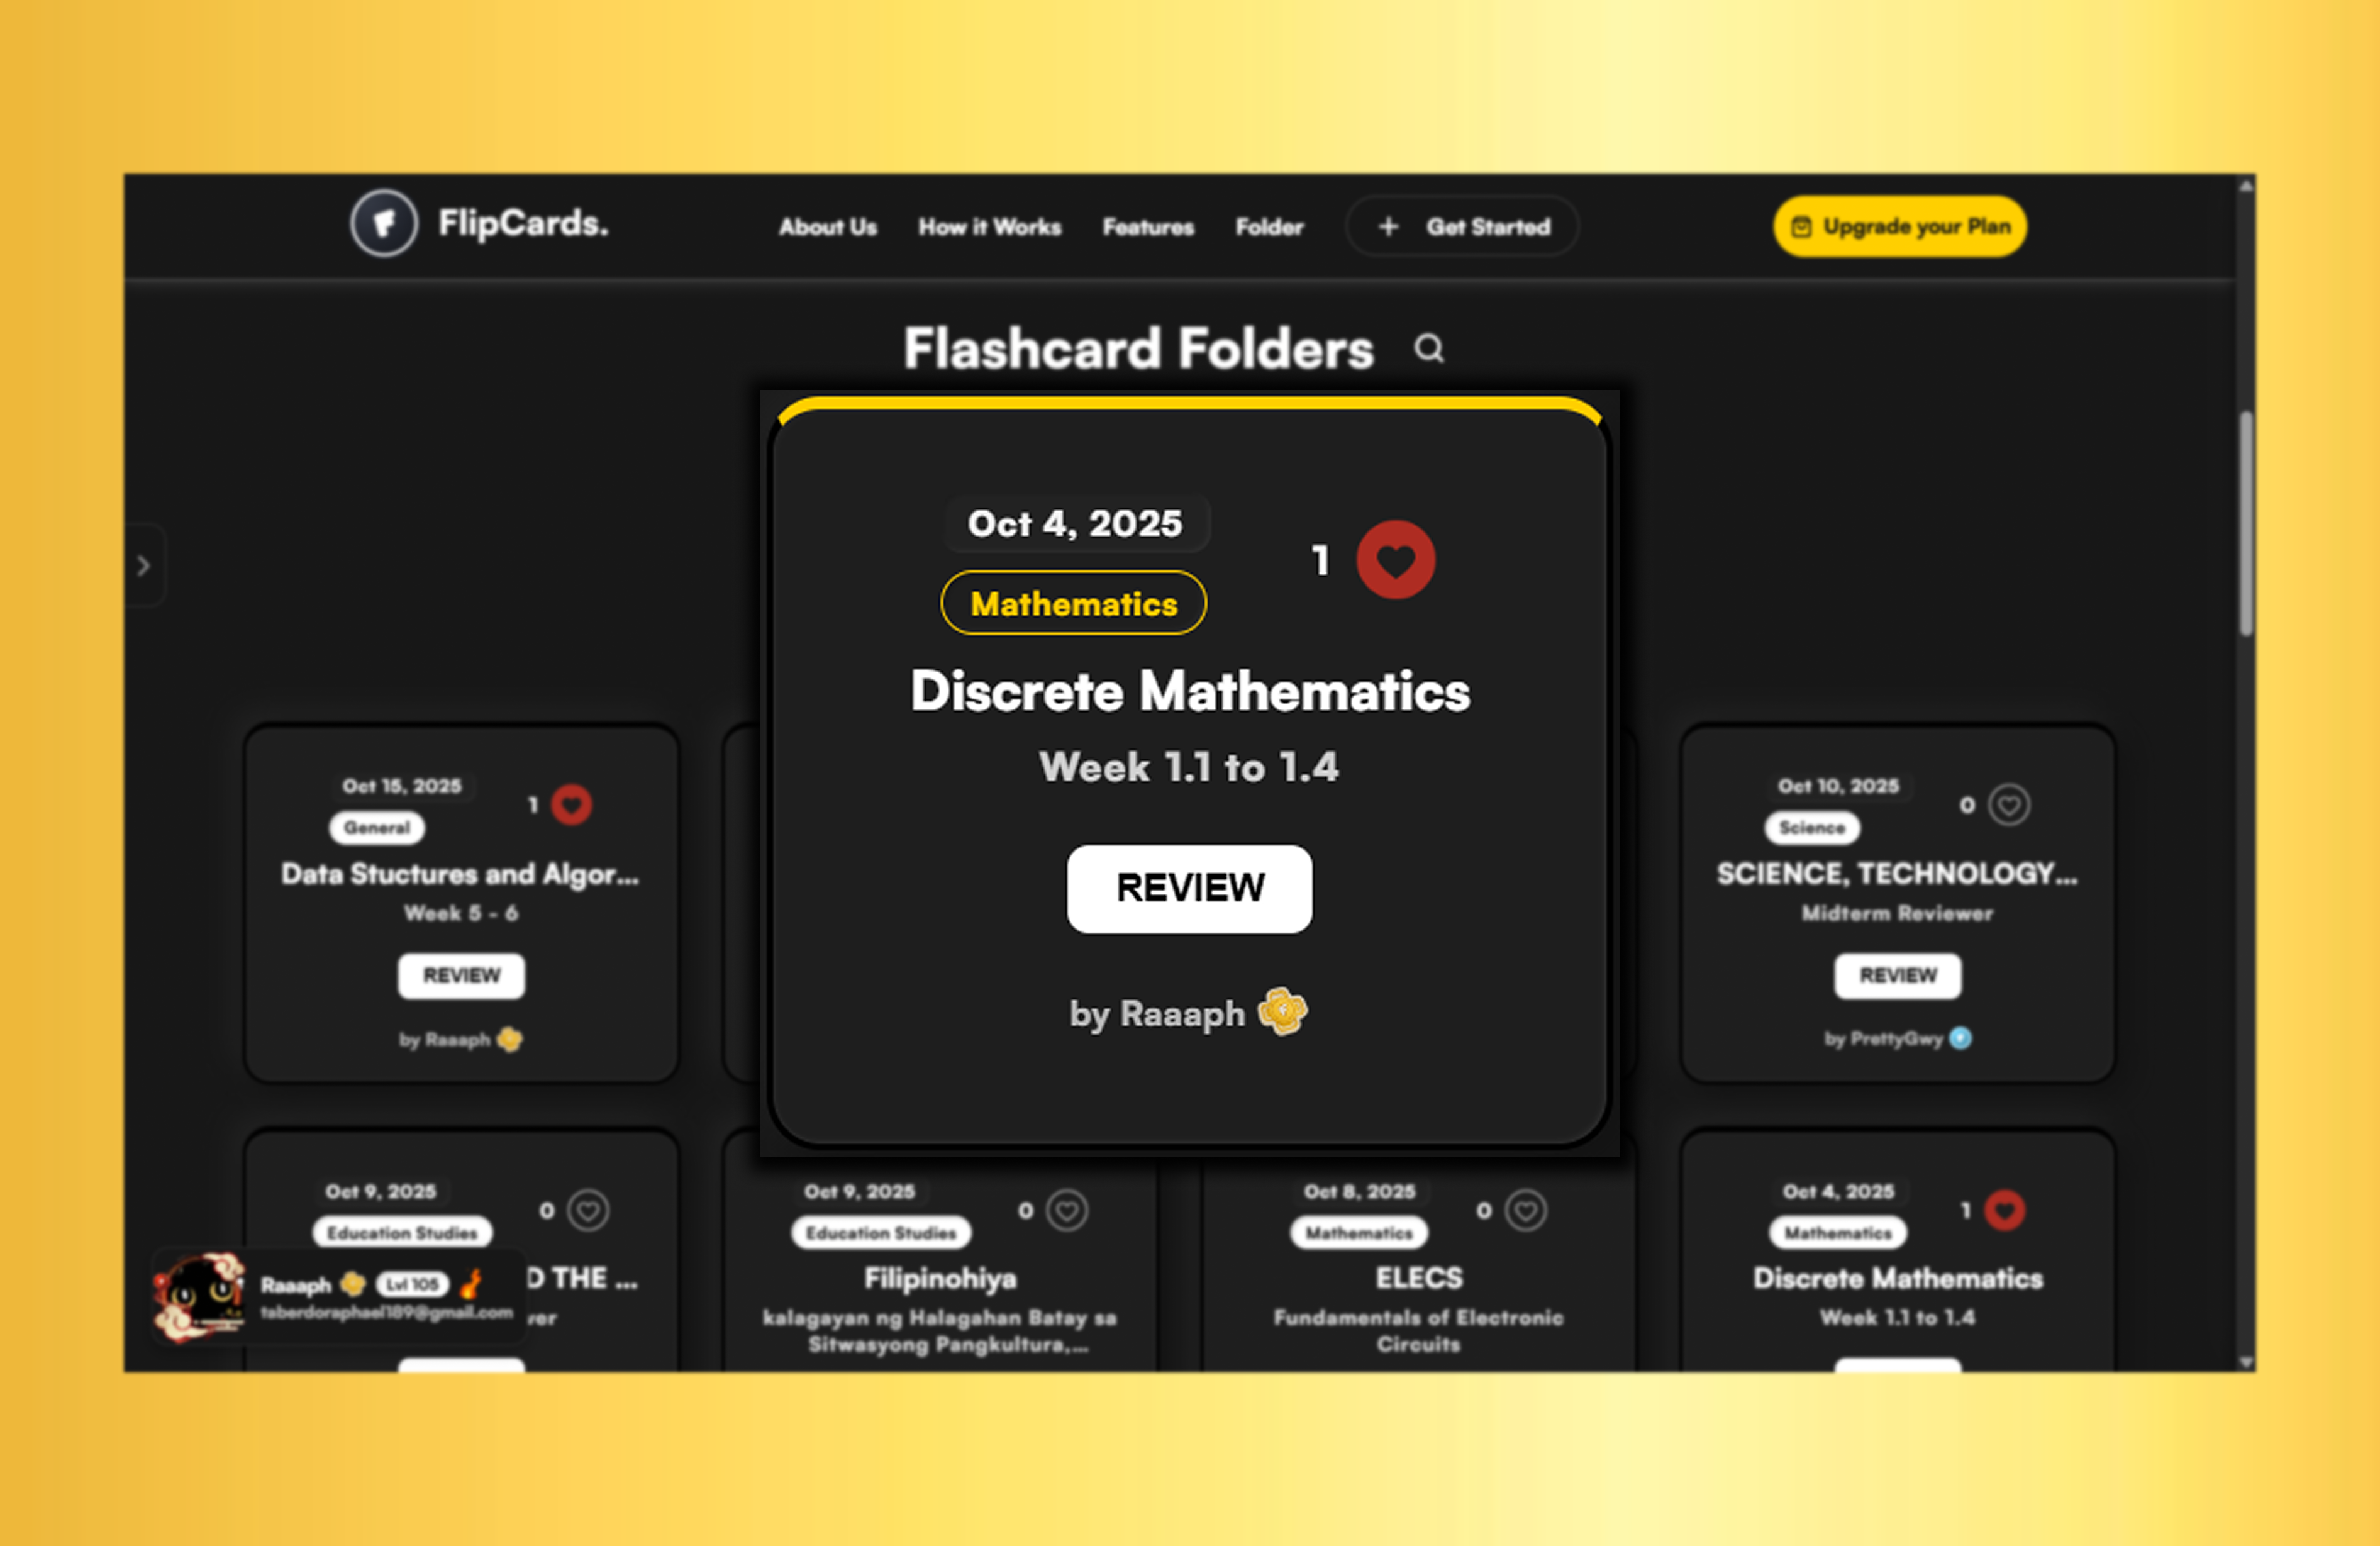 FlipCards.
About Us
How it Works
Features
Folder
+ Get Started
Upgrade your Plan
Flashcard Folders
Oct 4, 2025
1
Mathematics
Discrete Mathematics
Week 1.1 to 1.4
REVIEW
by Raaaph
Oct 15, 2025
1
General
Data Stuctures and Algor...
Week 5 - 6
REVIEW
by Raaaph
Oct 10, 2025
0
Science
SCIENCE, TECHNOLOGY...
Midterm Reviewer
REVIEW
by PrettyGwy
Oct 9, 2025
0
Education Studies
D THE ...
ver
Oct 9, 2025
0
Education Studies
Filipinohiya
kalagayan ng Halagahan Batay sa
Sitwasyong Pangkultura,...
Oct 8, 2025
0
Mathematics
ELECS
Fundamentals of Electronic
Circuits
Oct 4, 2025
1
Mathematics
Discrete Mathematics
Week 1.1 to 1.4
Raaaph Lvl 105
taberdoraphael189@gmail.com